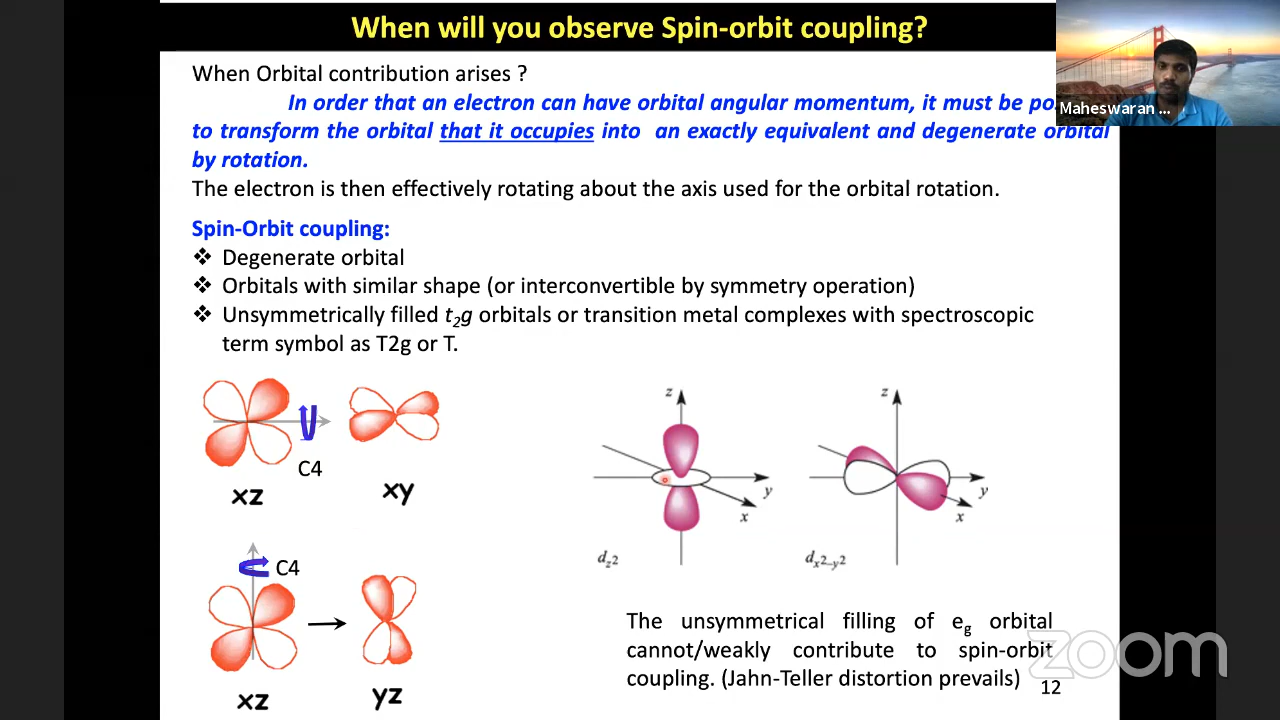 When will you observe Spin-orbit coupling?
When Orbital contribution arises ?
In order that an electron can have orbital angular momentum, it must be
to transform the orbital that it occupies into an exactly equivalent and degenerate orbital
by rotation.
The electron is then effectively rotating about the axis used for the orbital rotation.
Maheswaran ...
Spin-Orbit coupling:
❖ Degenerate orbital
❖ Orbitals with similar shape (or interconvertible by symmetry operation)
❖ Unsymmetrically filled t2g orbitals or transition metal complexes with spectroscopic
term symbol as T2g or T.
C4
xz
xy
C4
xz
yz
z
y
x
dz2
z
y
x
dx2–y2
The unsymmetrical filling of eg orbital
cannot/weakly contribute to spin-orbit
coupling. (Jahn-Teller distortion prevails)
12
zoom